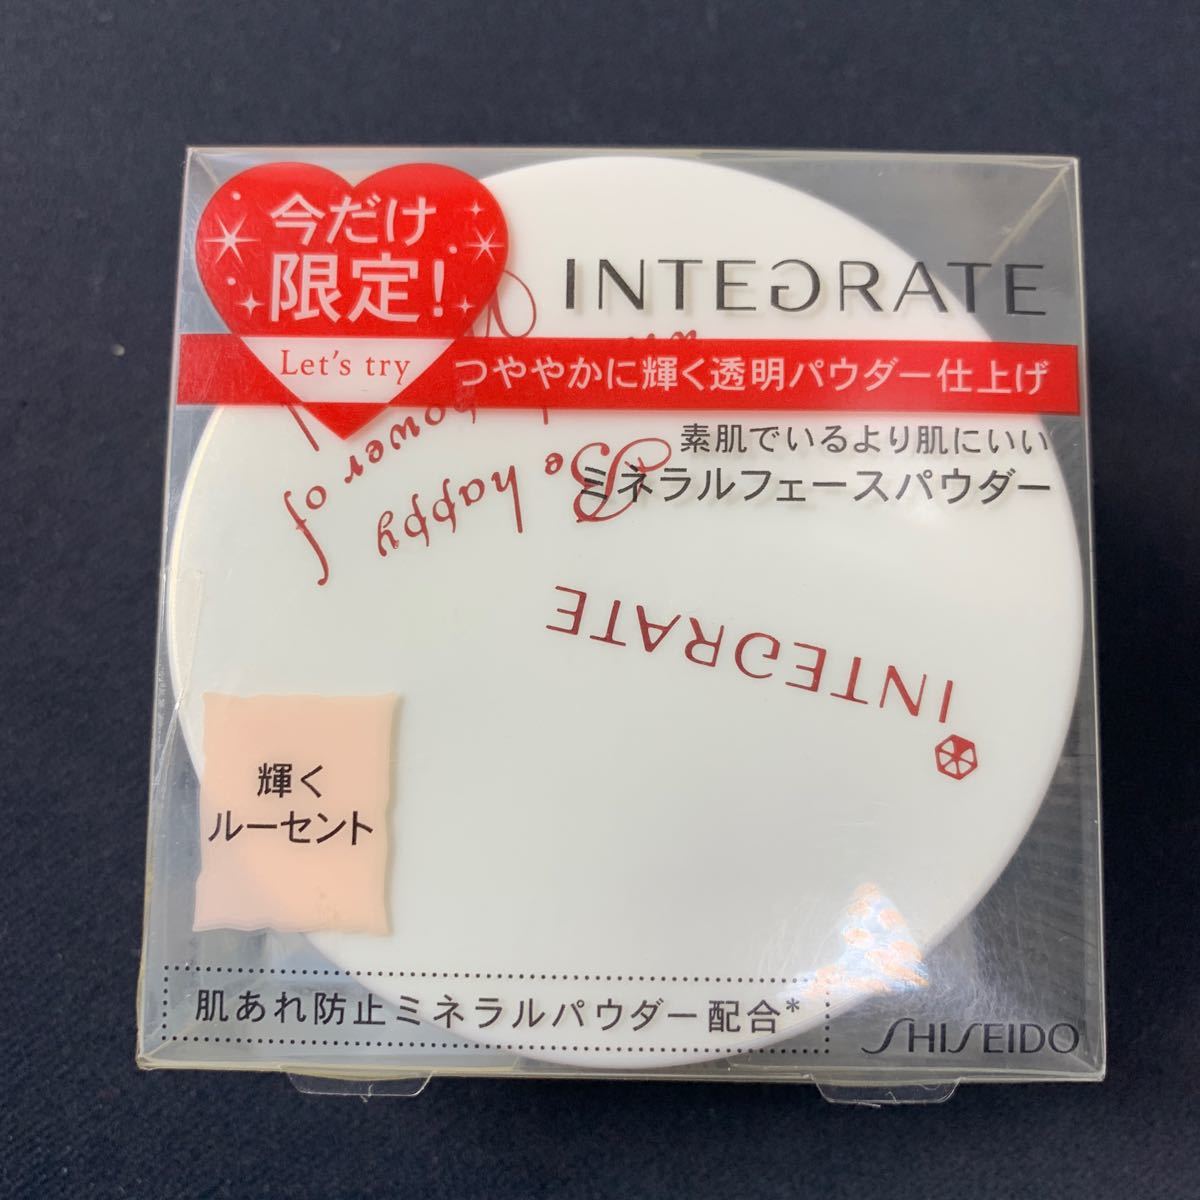 今だけ
限定!
Let's try
INTEGRATE
つややかに輝く透明パウダー仕上げ
素肌でいるより肌にいい
ミネラルフェースパウダー
Be happy
power of
INTEGRATE
輝く
ルーセント
肌あれ防止ミネラルパウダー配合*
SHISEIDO